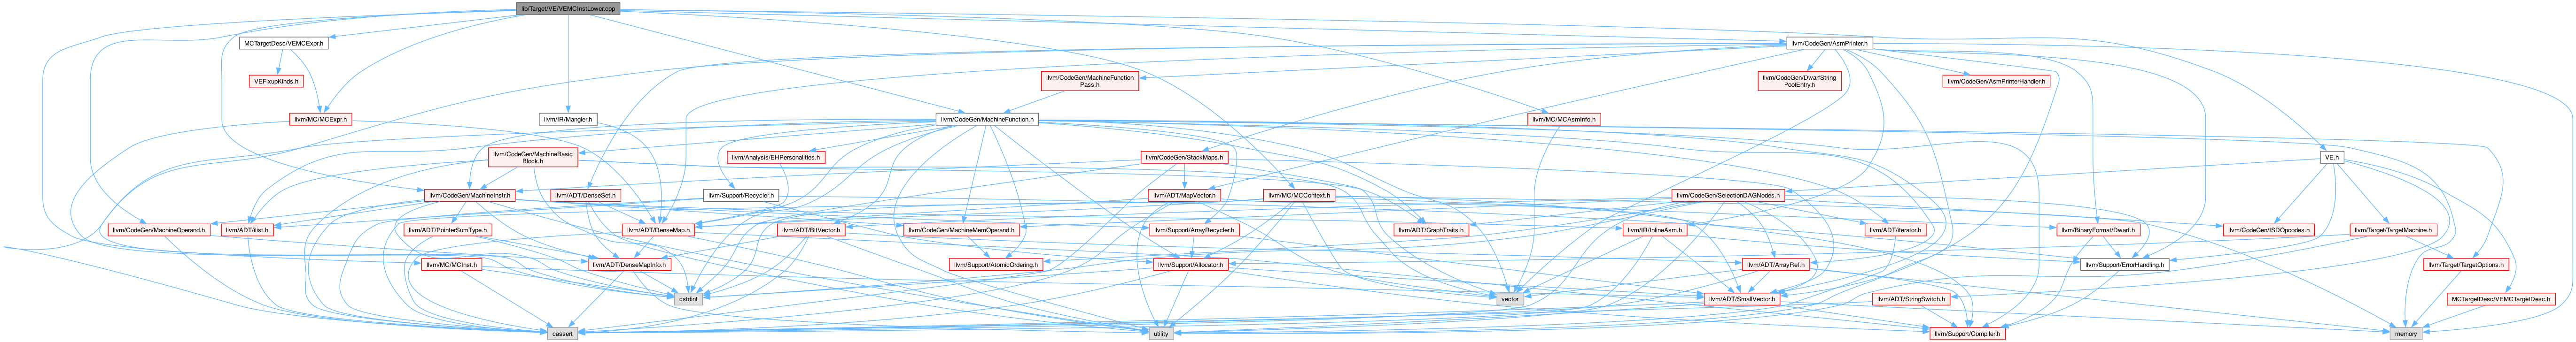 lib/Target/VE/VEMCInstLower.cpp
MCTargetDesc/VEMCExpr.h
llvm/CodeGen/AsmPrinter.h
VEFixupKinds.h
llvm/CodeGen/MachineFunction
Pass.h
llvm/CodeGen/DwarfString
PoolEntry.h
llvm/CodeGen/AsmPrinterHandler.h
llvm/MC/MCExpr.h
llvm/IR/Mangler.h
llvm/CodeGen/MachineFunction.h
llvm/MC/MCAsmInfo.h
llvm/CodeGen/MachineBasic
Block.h
llvm/Analysis/EHPersonalities.h
llvm/CodeGen/StackMaps.h
VE.h
llvm/CodeGen/MachineInstr.h
llvm/ADT/DenseSet.h
llvm/Support/Recycler.h
llvm/ADT/MapVector.h
llvm/MC/MCContext.h
llvm/CodeGen/SelectionDAGNodes.h
llvm/CodeGen/MachineOperand.h
llvm/ADT/ilist.h
llvm/ADT/PointerSumType.h
llvm/ADT/DenseMap.h
llvm/ADT/BitVector.h
llvm/CodeGen/MachineMemOperand.h
llvm/Support/ArrayRecycler.h
llvm/ADT/GraphTraits.h
llvm/IR/InlineAsm.h
llvm/ADT/iterator.h
llvm/BinaryFormat/Dwarf.h
llvm/CodeGen/ISDOpcodes.h
llvm/Target/TargetMachine.h
llvm/MC/MCInst.h
llvm/ADT/DenseMapInfo.h
llvm/Support/AtomicOrdering.h
llvm/Support/Allocator.h
llvm/ADT/ArrayRef.h
llvm/Support/ErrorHandling.h
llvm/Target/TargetOptions.h
cstdint
vector
llvm/ADT/SmallVector.h
llvm/ADT/StringSwitch.h
MCTargetDesc/VEMCTargetDesc.h
cassert
utility
llvm/Support/Compiler.h
memory